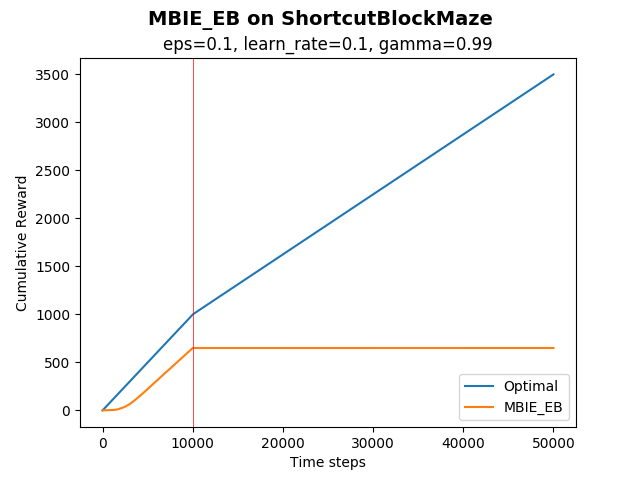 MBIE_EB on ShortcutBlockMaze
eps=0.1, learn_rate=0.1, gamma=0.99
Cumulative Reward
3500
3000
2500
2000
1500
1000
500
0
0 10000 20000 30000 40000 50000
Time steps
Optimal
MBIE_EB